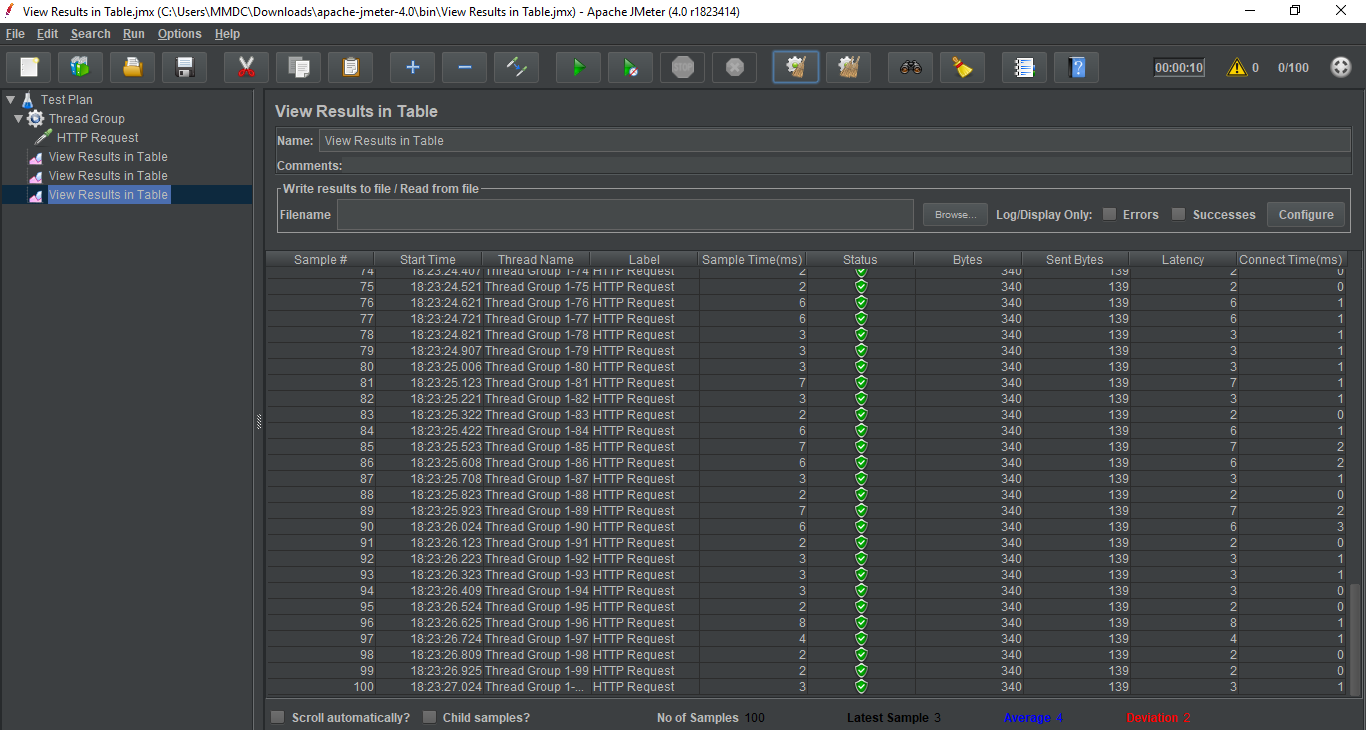 View Results in Table.jmx (C:\Users\MMDC\Downloads\apache-jmeter-4.0\bin\View Results in Table.jmx) - Apache JMeter (4.0 r1823414)
File Edit Search Run Options Help
00:00:10 0 0/100
Test Plan
Thread Group
HTTP Request
View Results in Table
View Results in Table
View Results in Table
View Results in Table
Name: View Results in Table
Comments:
Write results to file / Read from file
Filename Browse... Log/Display Only: Errors Successes Configure
Sample # Start Time Thread Name Label Sample Time(ms) Status Bytes Sent Bytes Latency Connect Time(ms)
74 18:23:24.407 Thread Group 1-74 HTTP Request 2 340 139 2 0
75 18:23:24.521 Thread Group 1-75 HTTP Request 2 340 139 2 0
76 18:23:24.621 Thread Group 1-76 HTTP Request 6 340 139 6 1
77 18:23:24.721 Thread Group 1-77 HTTP Request 6 340 139 6 1
78 18:23:24.821 Thread Group 1-78 HTTP Request 3 340 139 3 1
79 18:23:24.907 Thread Group 1-79 HTTP Request 3 340 139 3 1
80 18:23:25.006 Thread Group 1-80 HTTP Request 3 340 139 3 1
81 18:23:25.123 Thread Group 1-81 HTTP Request 7 340 139 7 1
82 18:23:25.221 Thread Group 1-82 HTTP Request 3 340 139 3 1
83 18:23:25.322 Thread Group 1-83 HTTP Request 2 340 139 2 0
84 18:23:25.422 Thread Group 1-84 HTTP Request 6 340 139 6 1
85 18:23:25.523 Thread Group 1-85 HTTP Request 7 340 139 7 2
86 18:23:25.608 Thread Group 1-86 HTTP Request 6 340 139 6 2
87 18:23:25.708 Thread Group 1-87 HTTP Request 3 340 139 3 1
88 18:23:25.823 Thread Group 1-88 HTTP Request 2 340 139 2 0
89 18:23:25.923 Thread Group 1-89 HTTP Request 7 340 139 7 2
90 18:23:26.024 Thread Group 1-90 HTTP Request 6 340 139 6 3
91 18:23:26.123 Thread Group 1-91 HTTP Request 2 340 139 2 0
92 18:23:26.223 Thread Group 1-92 HTTP Request 3 340 139 3 1
93 18:23:26.323 Thread Group 1-93 HTTP Request 3 340 139 3 1
94 18:23:26.409 Thread Group 1-94 HTTP Request 3 340 139 3 0
95 18:23:26.524 Thread Group 1-95 HTTP Request 2 340 139 2 0
96 18:23:26.625 Thread Group 1-96 HTTP Request 8 340 139 8 1
97 18:23:26.724 Thread Group 1-97 HTTP Request 4 340 139 4 1
98 18:23:26.809 Thread Group 1-98 HTTP Request 2 340 139 2 0
99 18:23:26.925 Thread Group 1-99 HTTP Request 2 340 139 2 0
100 18:23:27.024 Thread Group 1-... HTTP Request 3 340 139 3 1
Scroll automatically? Child samples? No of Samples 100 Latest Sample 3 Average 4 Deviation 2